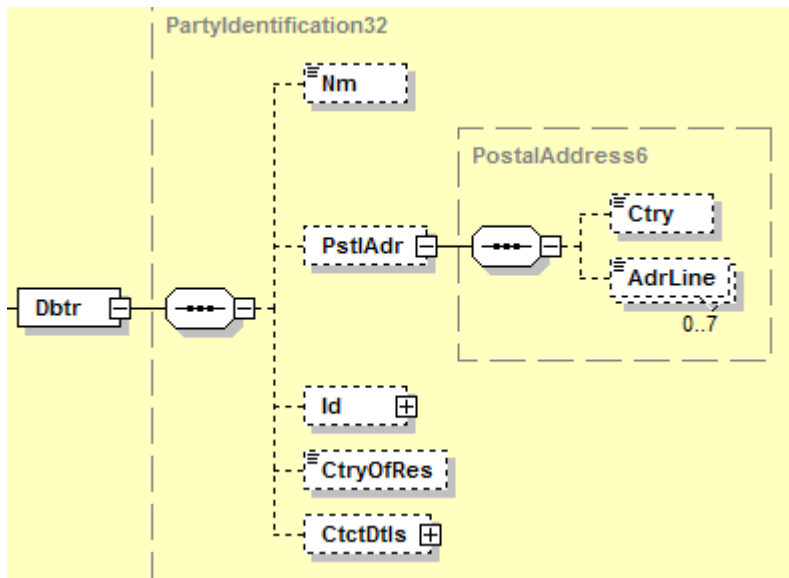 PartyIdentification32
Nm
PostalAddress6
Ctry
PstlAdr
AdrLine
0..7
Dbtr
Id
CtryOfRes
CtctDtls